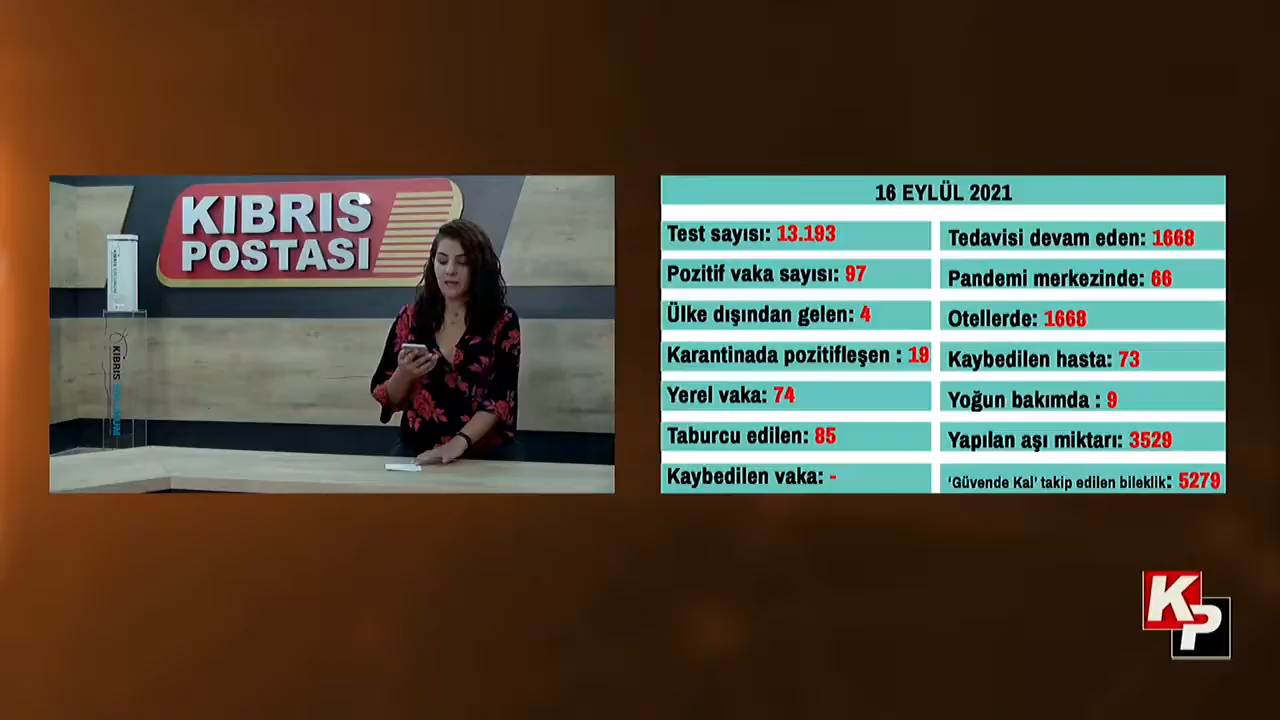 KIBRIS
POSTASI
KIBRIS
16 EYLÜL 2021
Test sayısı: 13.193
Pozitif vaka sayısı: 97
Ülke dışından gelen: 4
Karantinada pozitifleşen : 19
Yerel vaka: 74
Taburcu edilen: 85
Kaybedilen vaka: -
Tedavisi devam eden: 1668
Pandemi merkezinde: 66
Otellerde: 1668
Kaybedilen hasta: 73
Yoğun bakımda : 9
Yapılan aşı miktarı: 3529
‘Güvende Kal’ takip edilen bileklik: 5279
KP